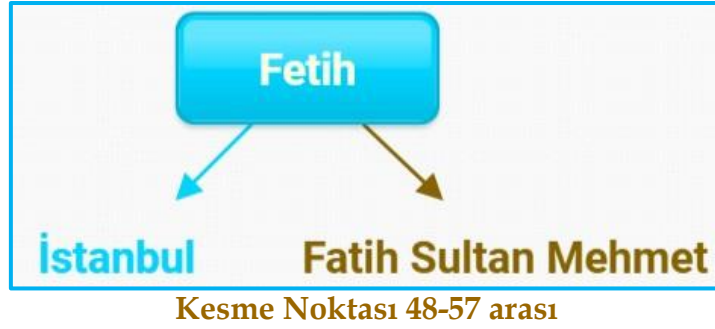 Fetih
İstanbul Fatih Sultan Mehmet
Kesme Noktası 48-57 arası